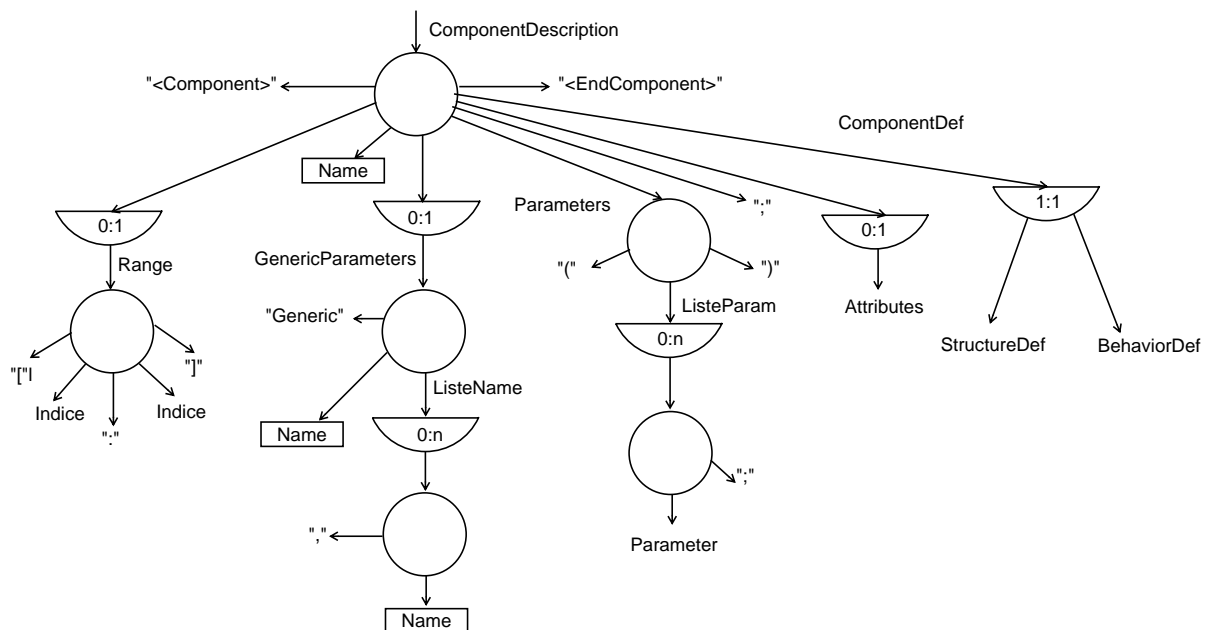 ComponentDescription
"<Component>"
"<EndComponent>"
ComponentDef
Name
0:1
0:1
Parameters
";"
0:1
1:1
Range
GenericParameters
"("
")"
"Generic"
ListeParam
Attributes
"["l
"]"
0:n
StructureDef
BehaviorDef
Indice
Indice
":"
ListeName
Name
0:n
";"
","
Parameter
Name